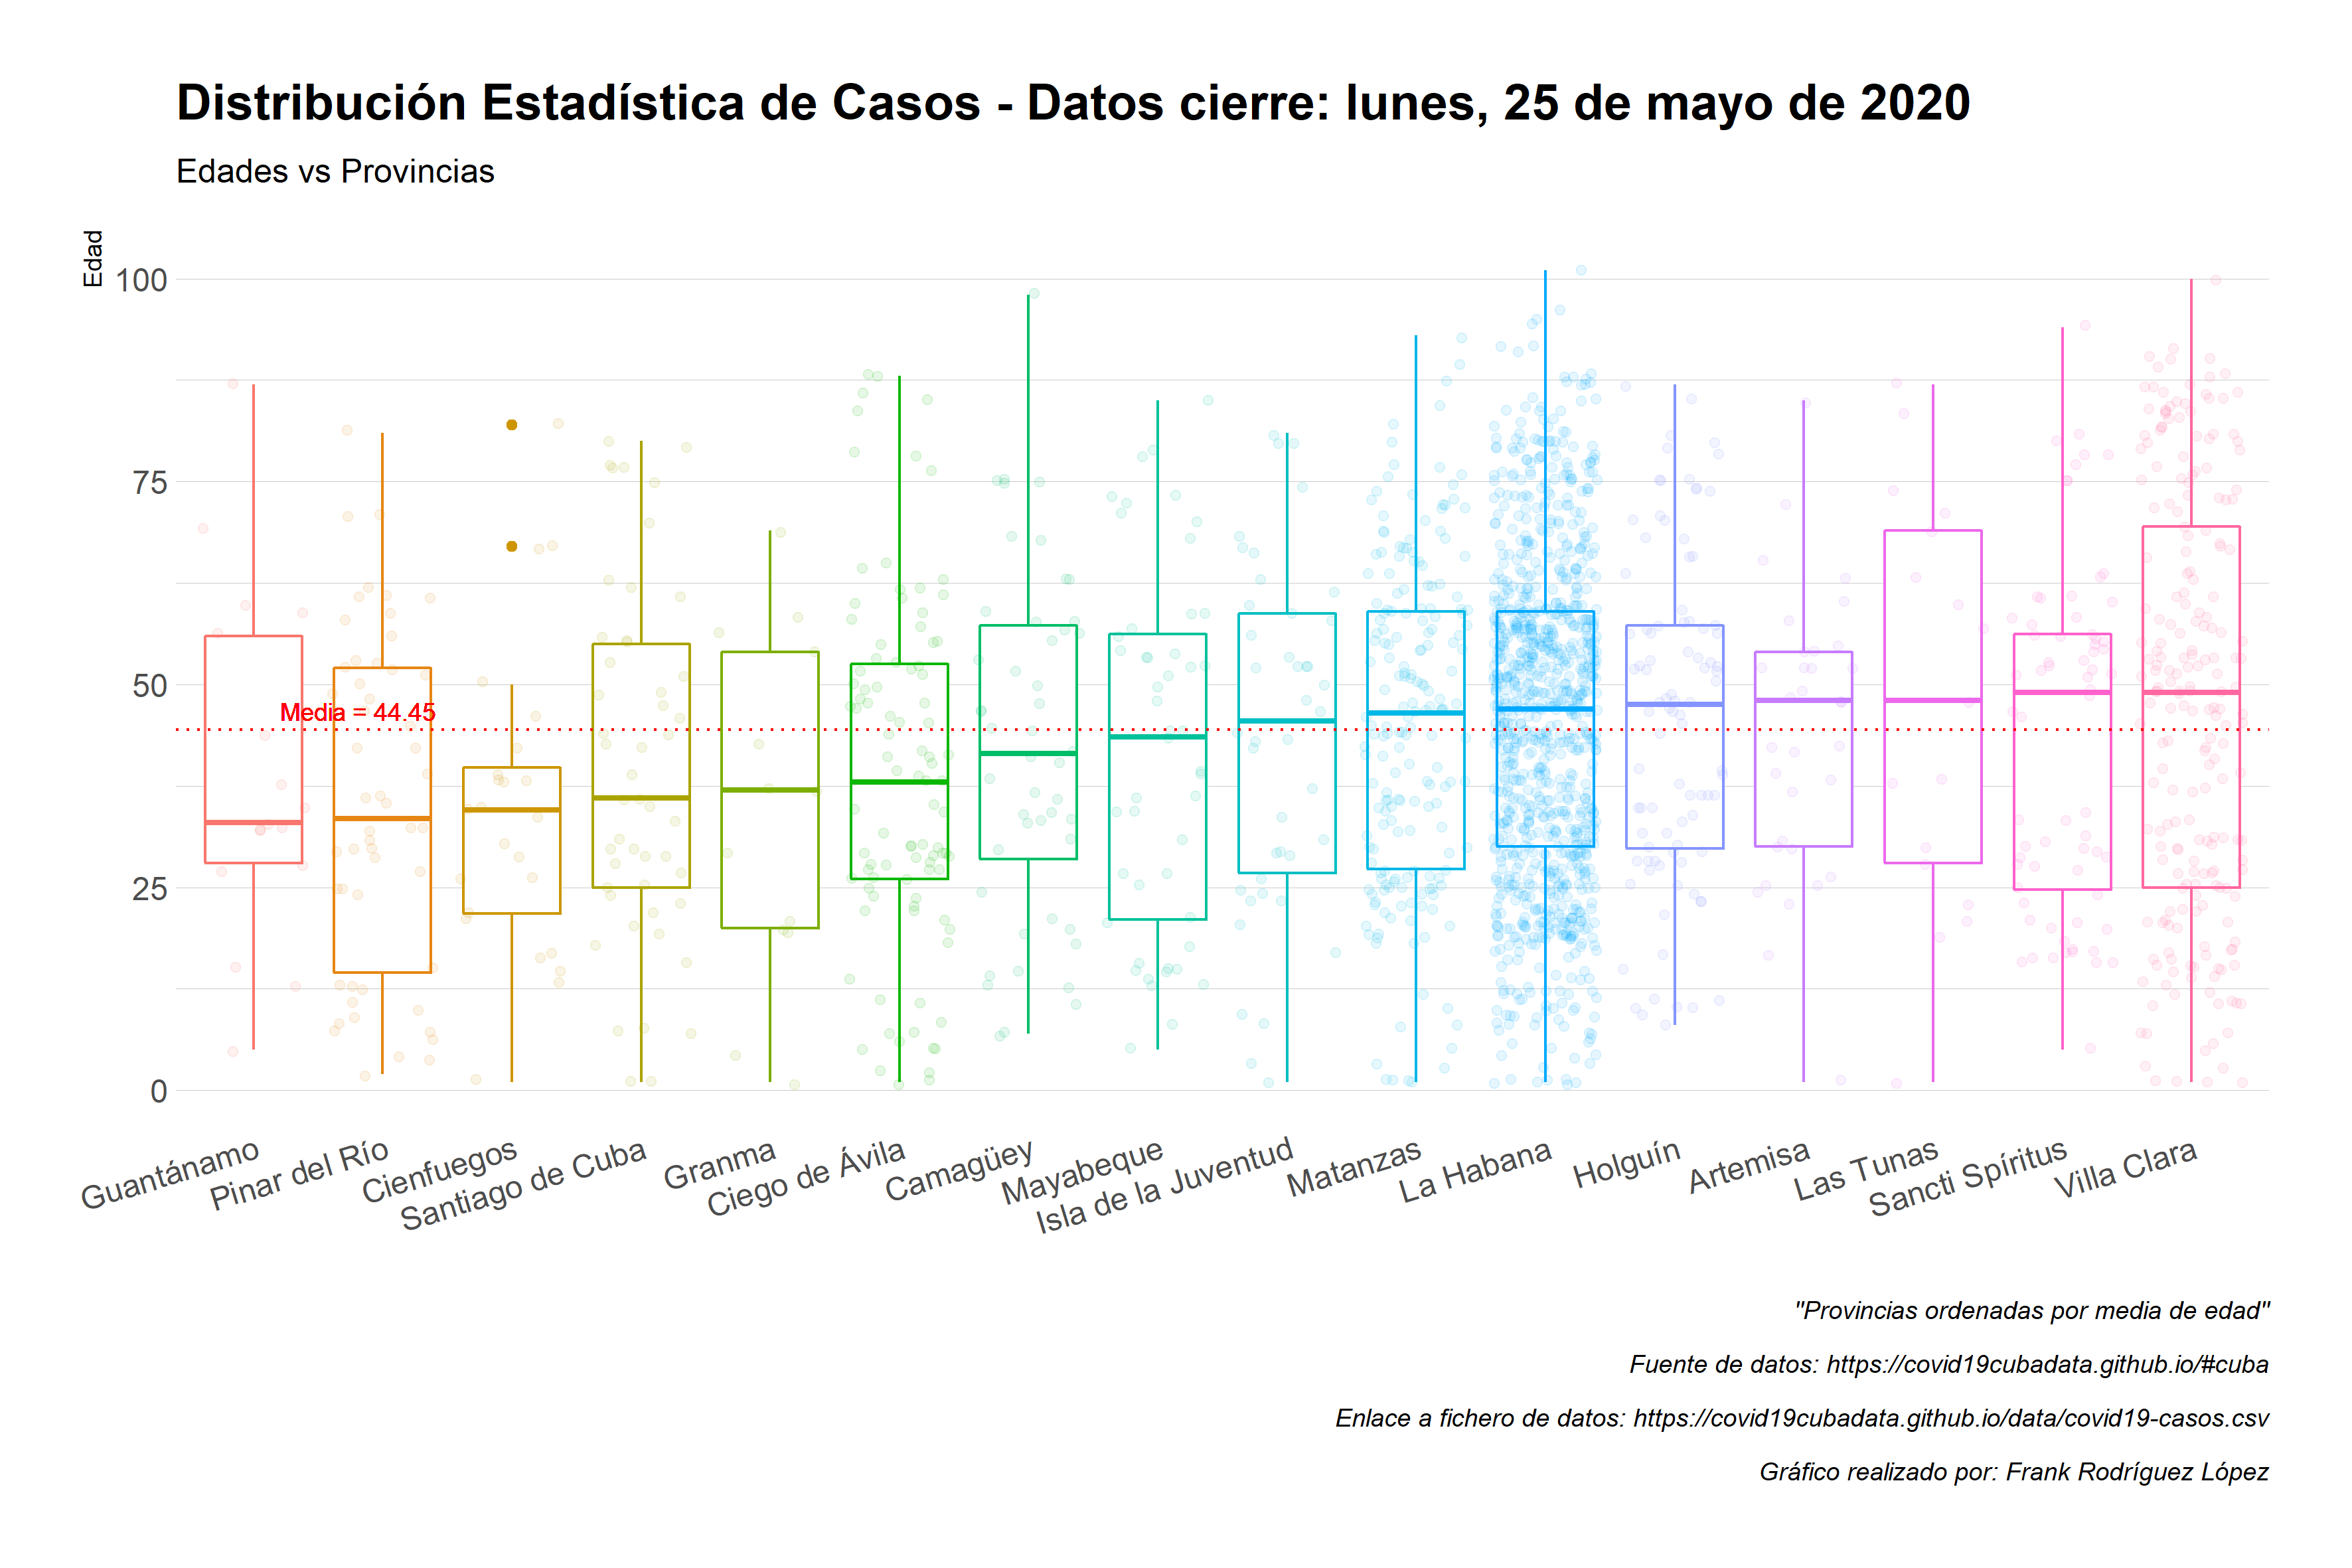 Distribución Estadística de Casos - Datos cierre: lunes, 25 de mayo de 2020
Edades vs Provincias
Edad
100
75
50
25
0
Media = 44.45
Guantánamo
Pinar del Río
Cienfuegos
Santiago de Cuba
Granma
Ciego de Ávila
Camagüey
Mayabeque
Isla de la Juventud
Matanzas
La Habana
Holguín
Artemisa
Las Tunas
Sancti Spíritus
Villa Clara
"Provincias ordenadas por media de edad"
Fuente de datos: https://covid19cubadata.github.io/#cuba
Enlace a fichero de datos: https://covid19cubadata.github.io/data/covid19-casos.csv
Gráfico realizado por: Frank Rodríguez López